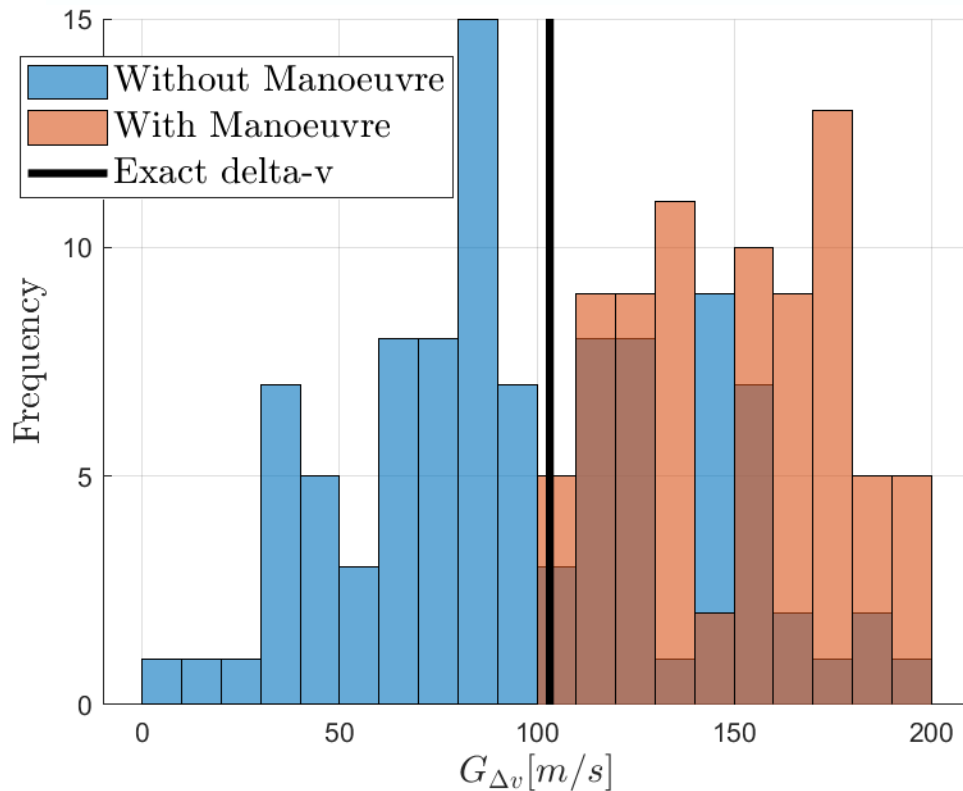 15
Without Manoeuvre
With Manoeuvre
Exact delta-v
10
Frequency
5
0
0 50 100 150 200
G_{Δv}[m/s]